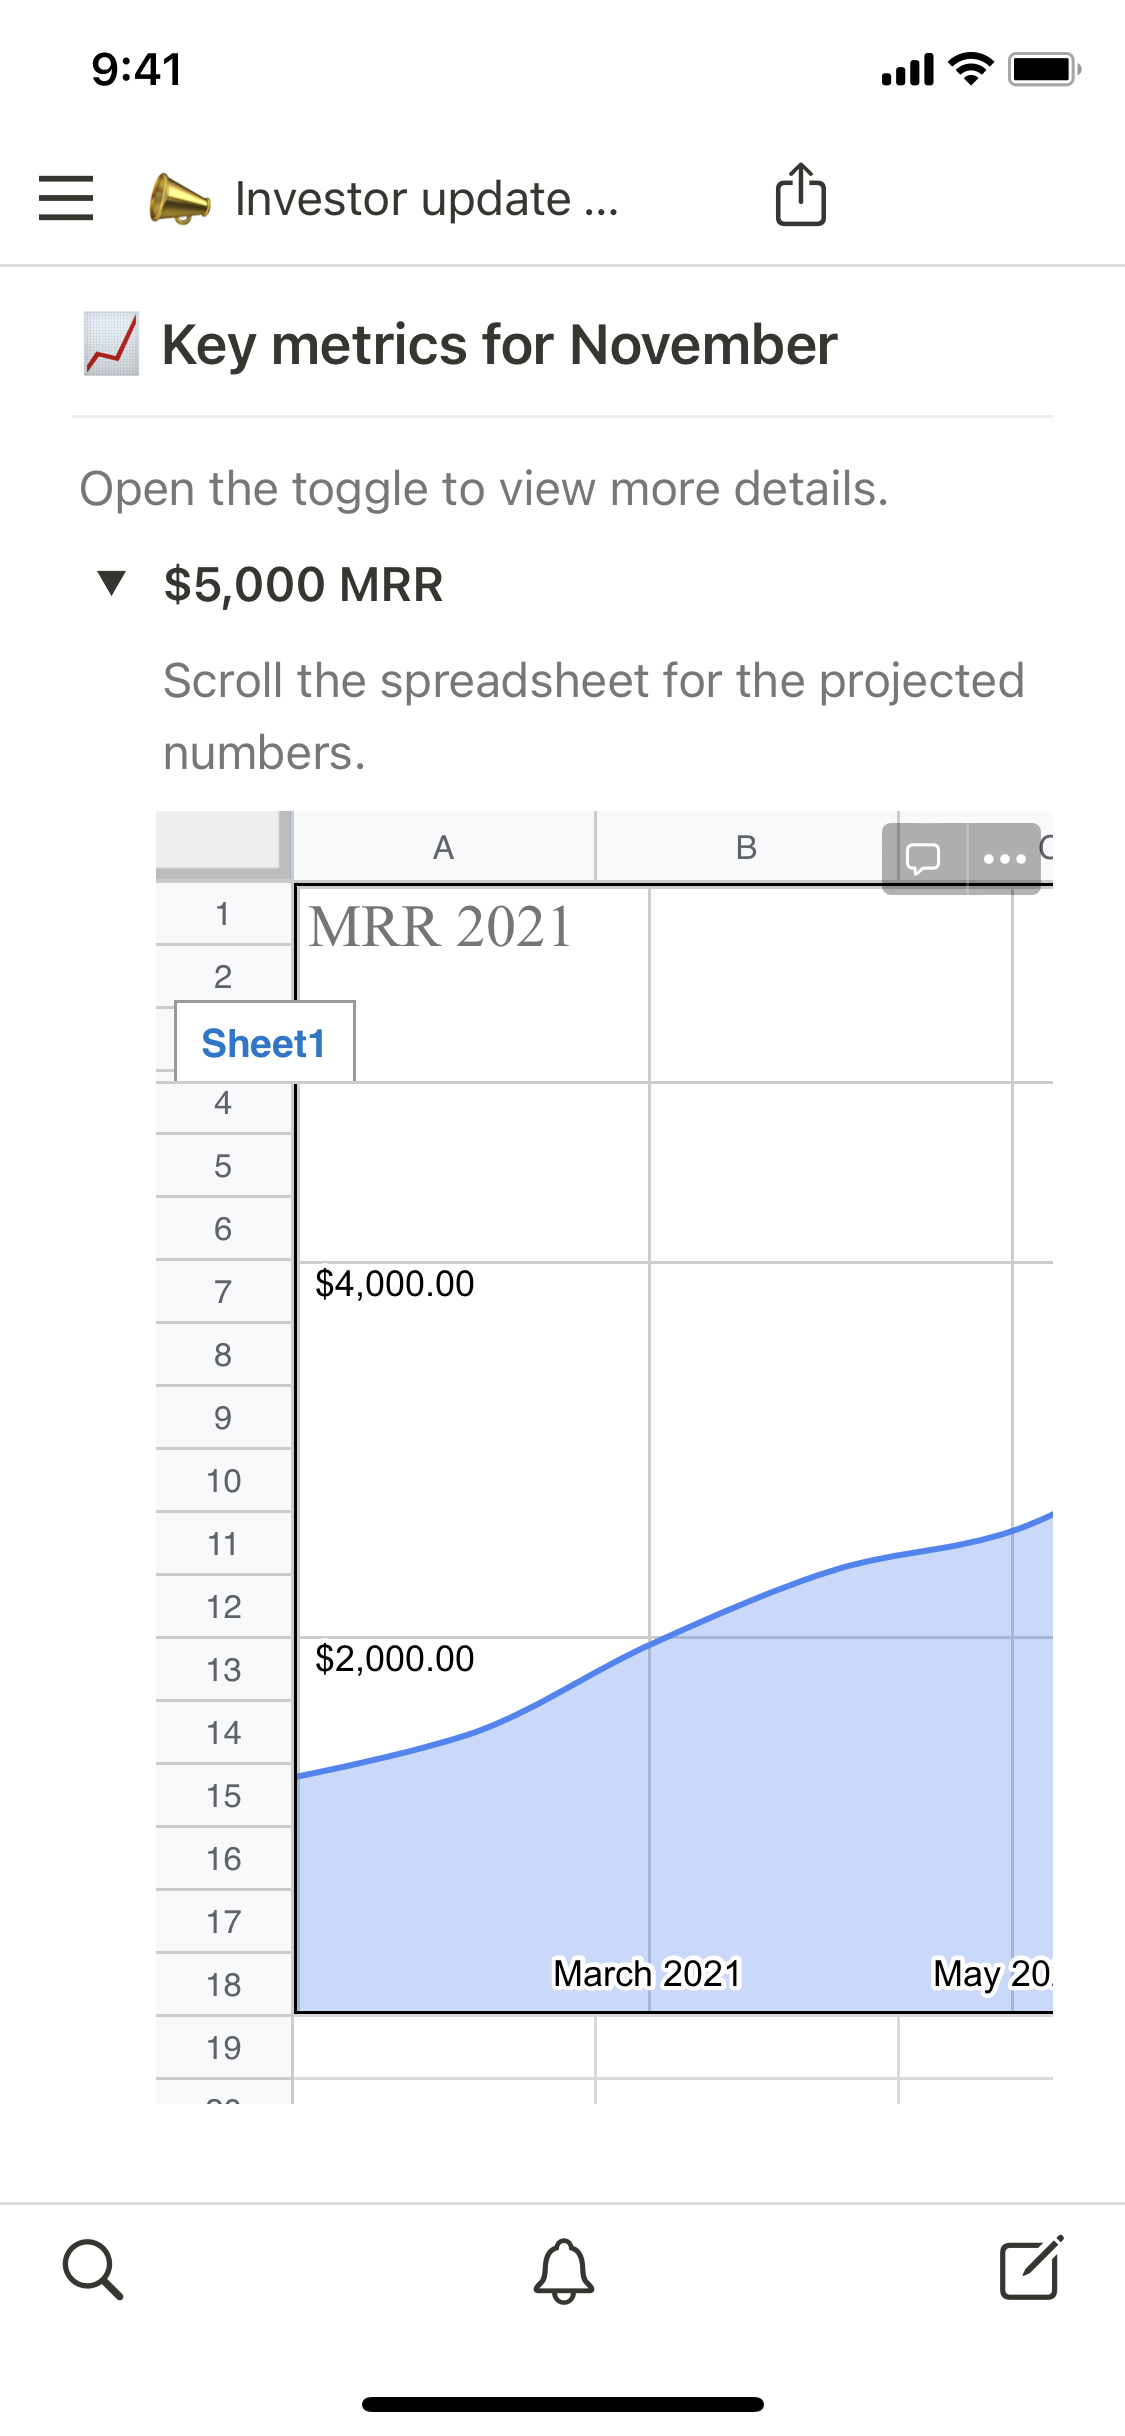 9:41
Investor update ...
Key metrics for November
Open the toggle to view more details.
$5,000 MRR
Scroll the spreadsheet for the projected
numbers.
A B
1
MRR 2021
2
Sheet1
4
5
6
7
$4,000.00
8
9
10
11
12
13
$2,000.00
14
15
16
17
18
March 2021 May 20
19